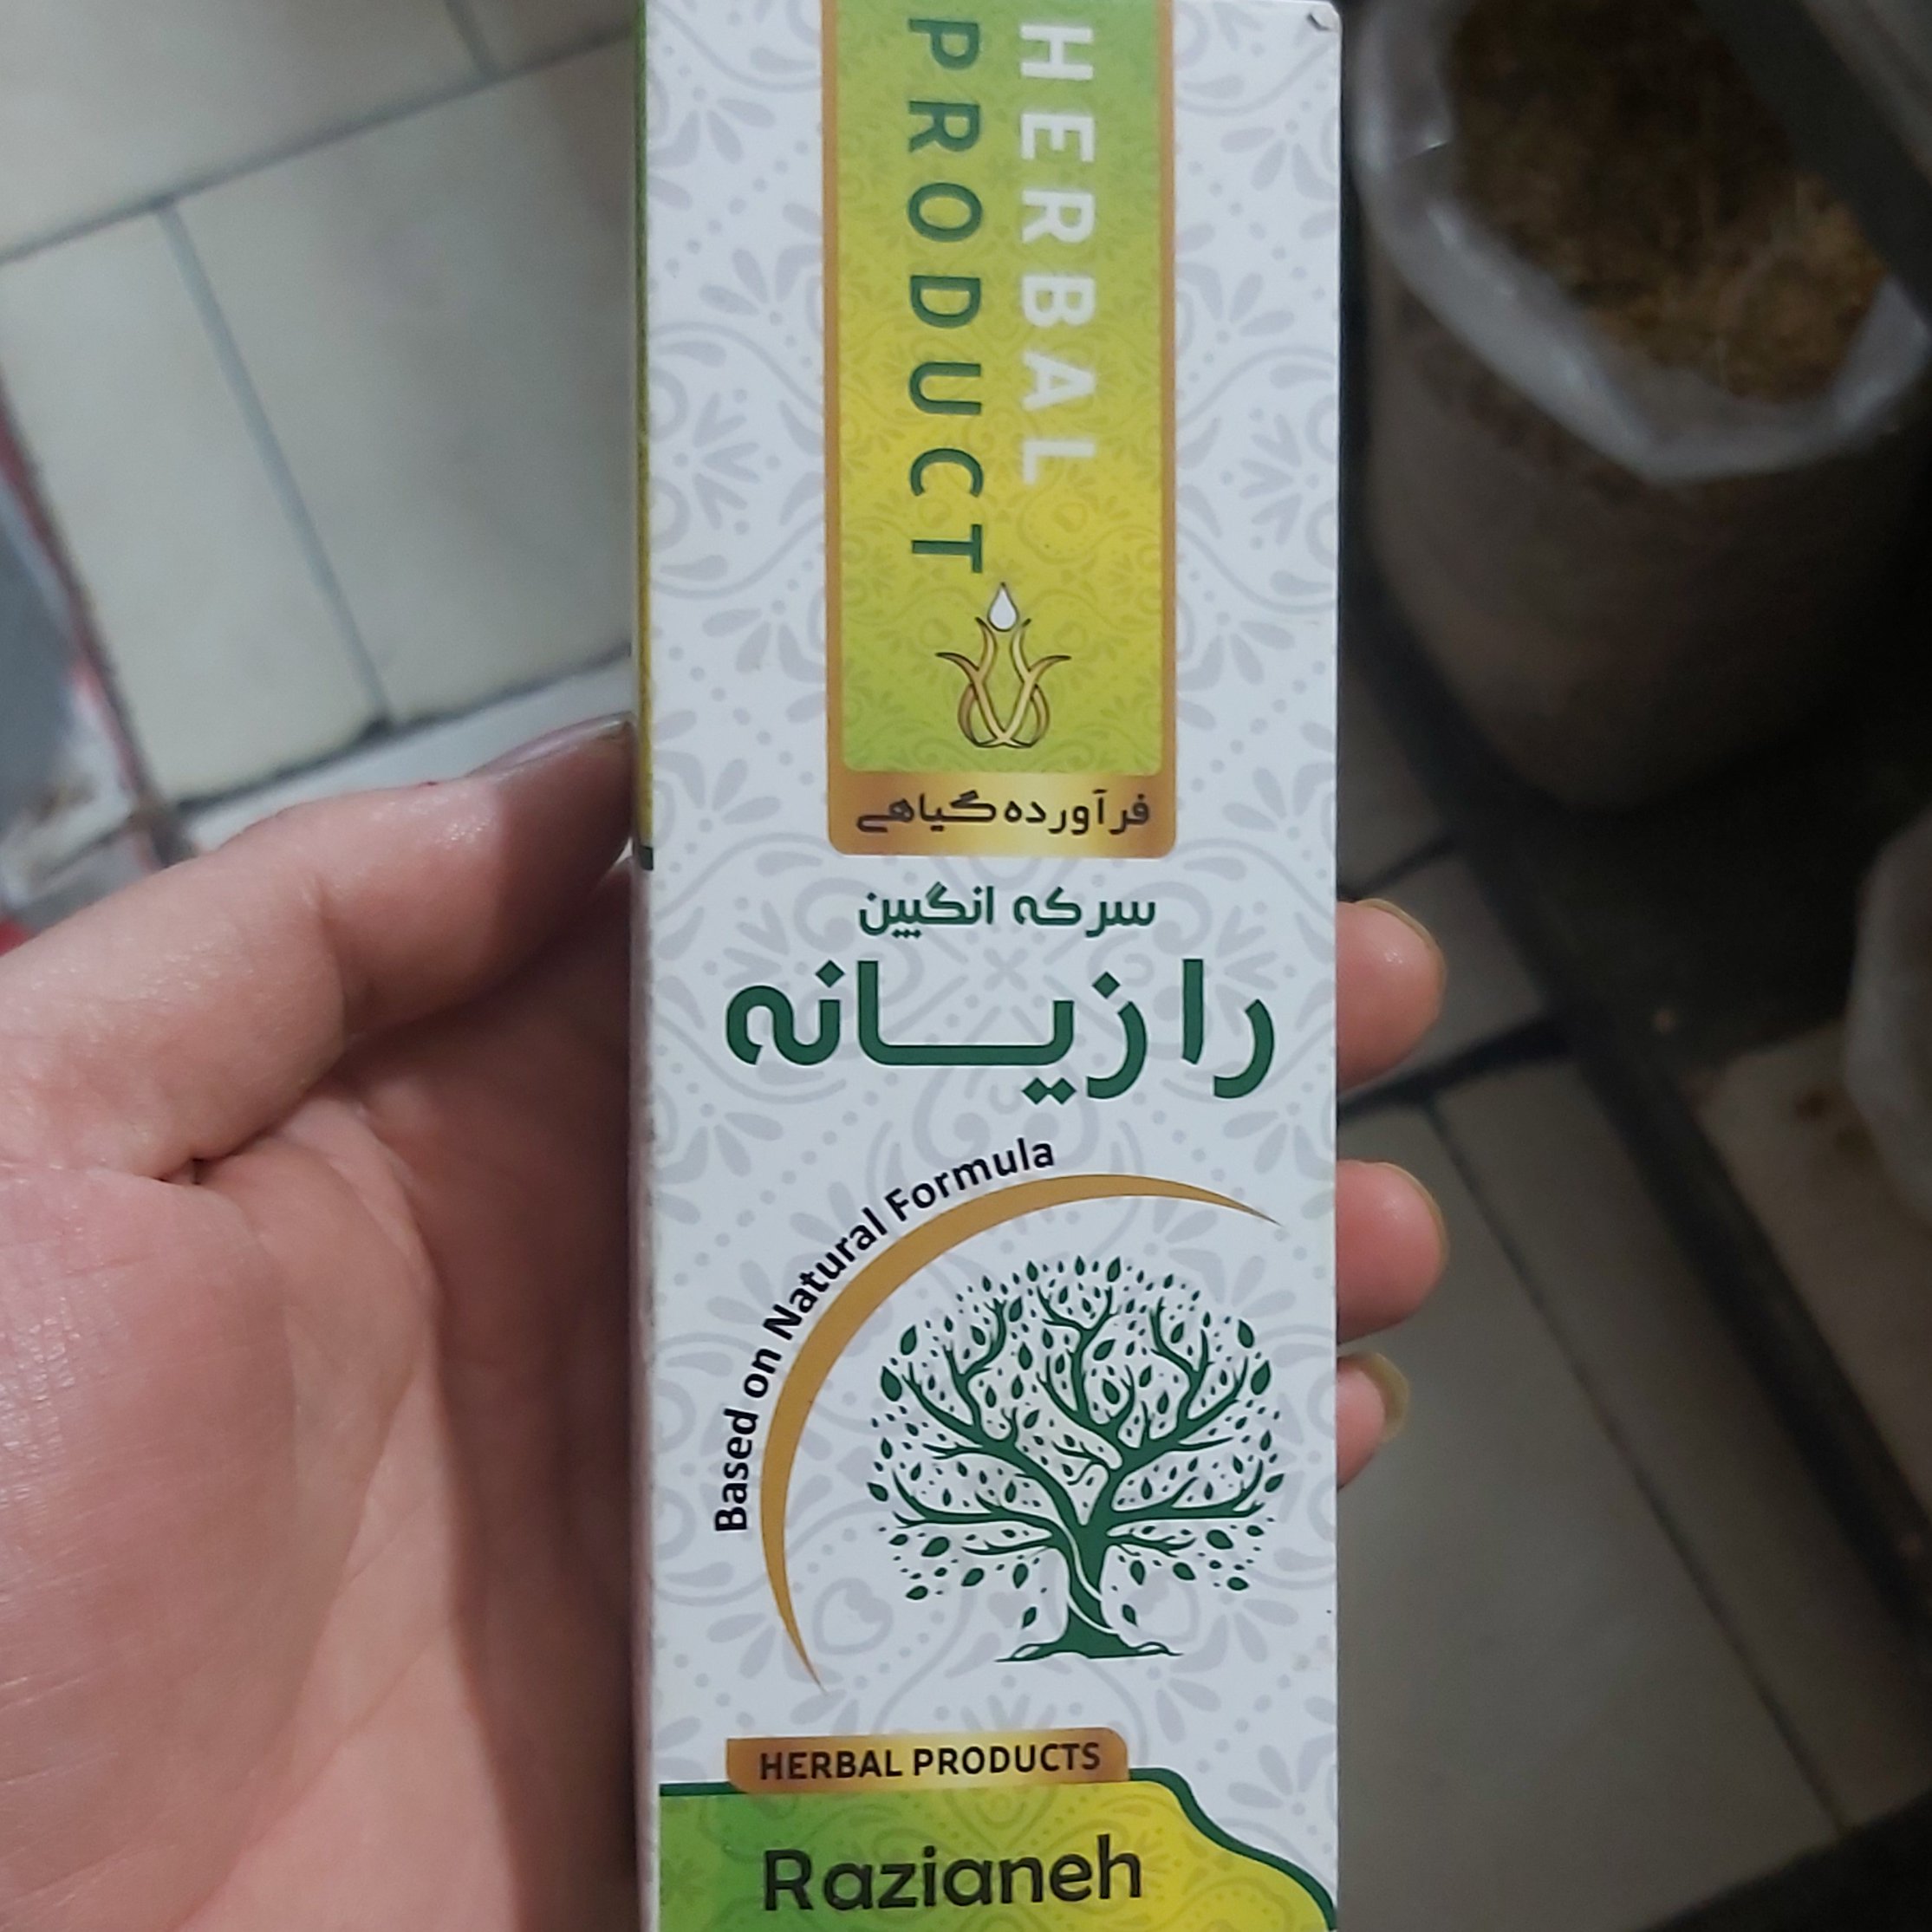 HERBAL
PRODUCT
فرآورده گیاهی
سرکه انگبین
رازیانه
Based on Natural Formula
HERBAL PRODUCTS
Razianeh